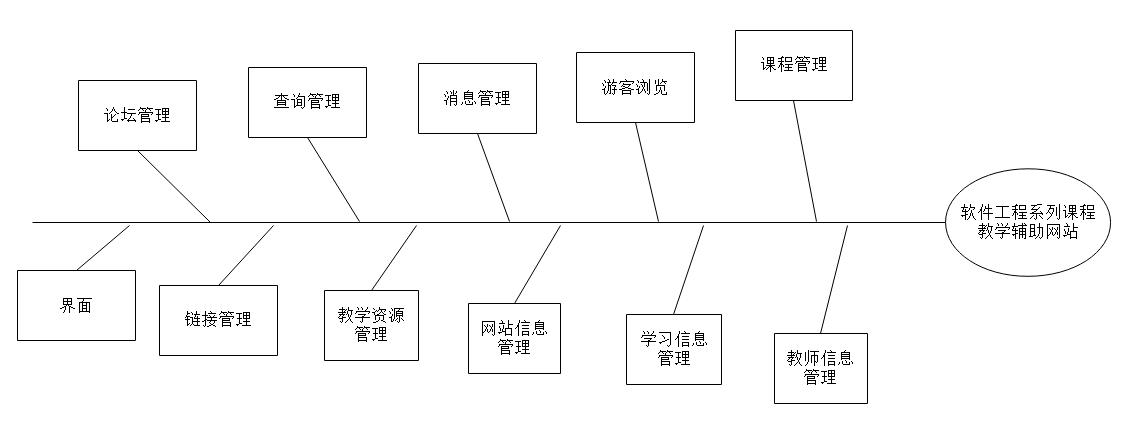 论坛管理
查询管理
消息管理
游客浏览
课程管理
软件工程系列课程
教学辅助网站
界面
链接管理
教学资源
管理
网站信息
管理
学习信息
管理
教师信息
管理